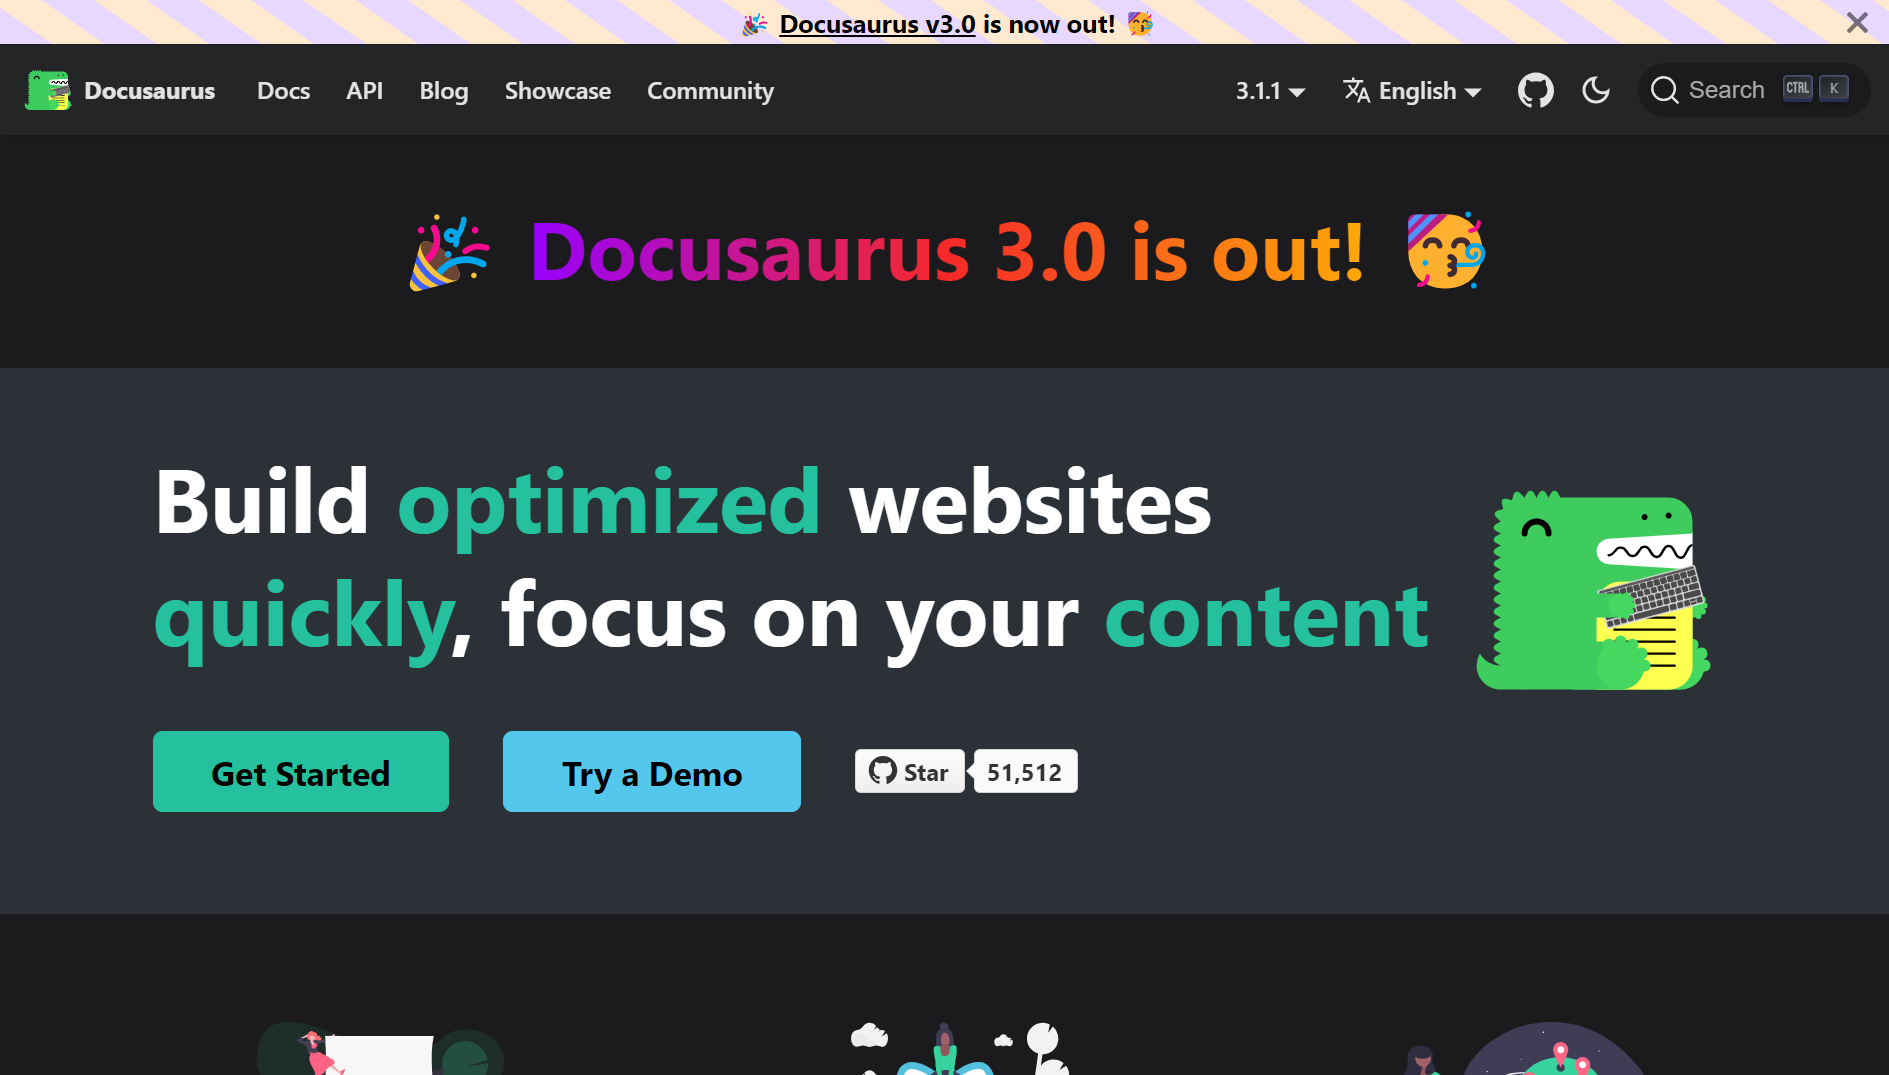 🎉 Docusaurus v3.0 is now out! 🥳
Docusaurus Docs API Blog Showcase Community 3.1.1 English Search CTRL K
🎉 Docusaurus 3.0 is out! 🥳
Build optimized websites
quickly, focus on your content
Get Started Try a Demo Star 51,512